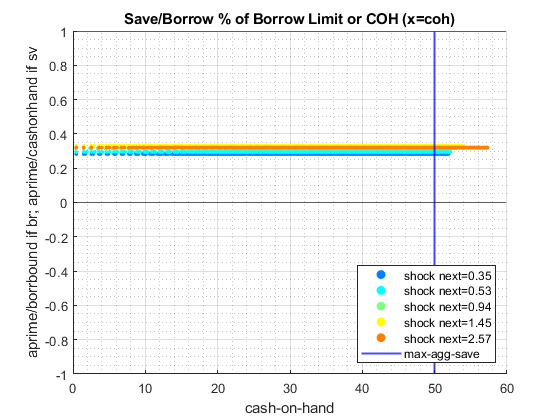 Save/Borrow % of Borrow Limit or COH (x=coh)
aprime/borrbound if br; aprime/cashonhand if sv
1
0.8
0.6
0.4
0.2
0
-0.2
-0.4
-0.6
-0.8
-1
shock next=0.35
shock next=0.53
shock next=0.94
shock next=1.45
shock next=2.57
max-agg-save
0 10 20 30 40 50 60
cash-on-hand